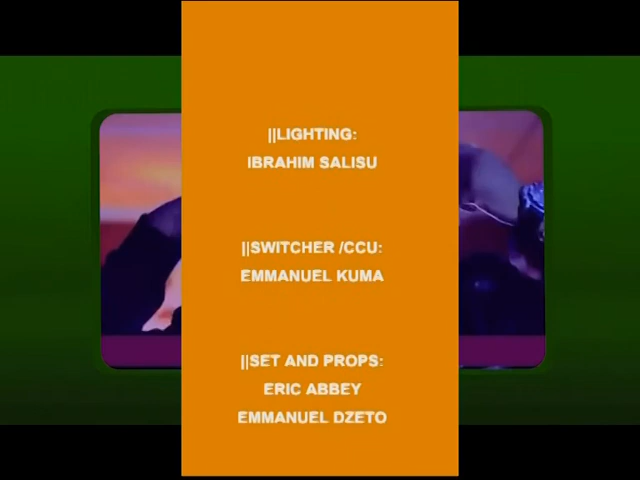 ||LIGHTING:
IBRAHIM SALISU
||SWITCHER /CCU:
EMMANUEL KUMA
||SET AND PROPS:
ERIC ABBEY
EMMANUEL DZETO